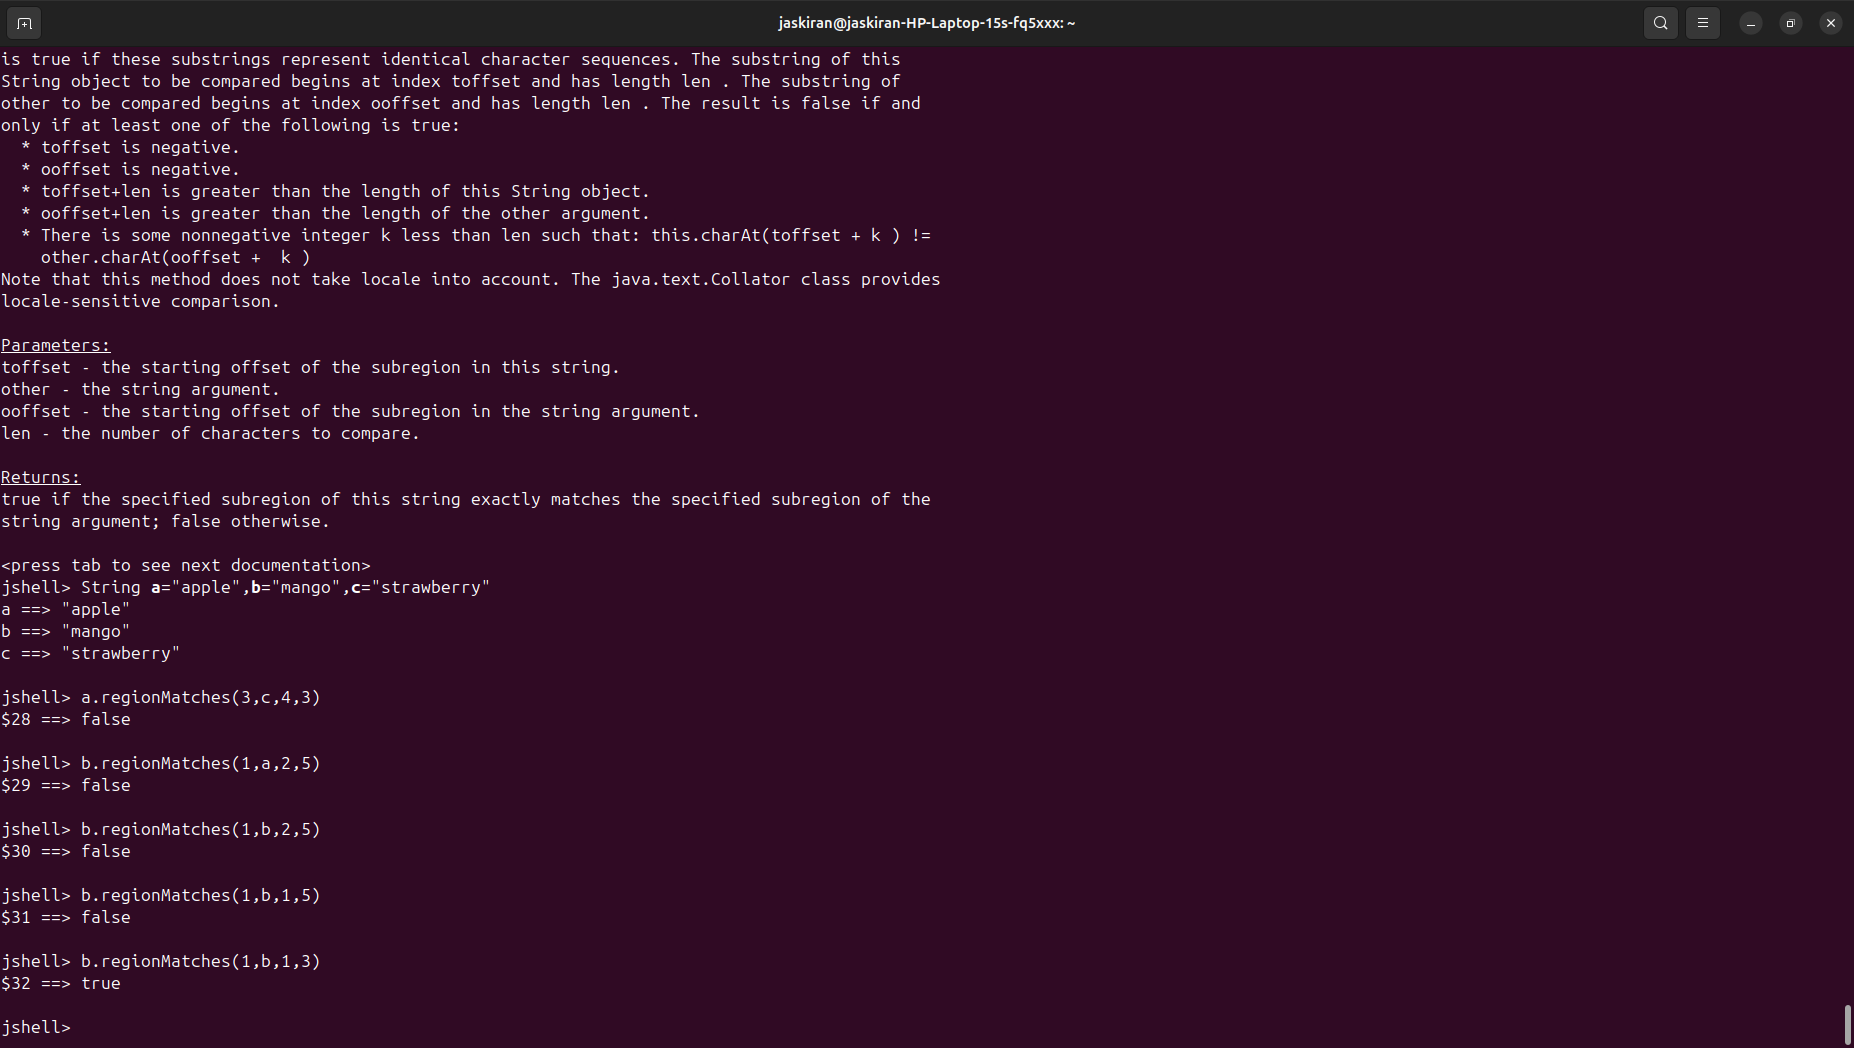 jaskiran@jaskiran-HP-Laptop-15s-fq5xxx: ~
is true if these substrings represent identical character sequences. The substring of this
String object to be compared begins at index toffset and has length len . The substring of
other to be compared begins at index ooffset and has length len . The result is false if and
only if at least one of the following is true:
  * toffset is negative.
  * ooffset is negative.
  * toffset+len is greater than the length of this String object.
  * ooffset+len is greater than the length of the other argument.
  * There is some nonnegative integer k less than len such that: this.charAt(toffset + k ) !=
    other.charAt(ooffset +  k )
Note that this method does not take locale into account. The java.text.Collator class provides
locale-sensitive comparison.

Parameters:
toffset - the starting offset of the subregion in this string.
other - the string argument.
ooffset - the starting offset of the subregion in the string argument.
len - the number of characters to compare.

Returns:
true if the specified subregion of this string exactly matches the specified subregion of the
string argument; false otherwise.

<press tab to see next documentation>
jshell> String a="apple",b="mango",c="strawberry"
a ==> "apple"
b ==> "mango"
c ==> "strawberry"

jshell> a.regionMatches(3,c,4,3)
$28 ==> false

jshell> b.regionMatches(1,a,2,5)
$29 ==> false

jshell> b.regionMatches(1,b,2,5)
$30 ==> false

jshell> b.regionMatches(1,b,1,5)
$31 ==> false

jshell> b.regionMatches(1,b,1,3)
$32 ==> true

jshell>